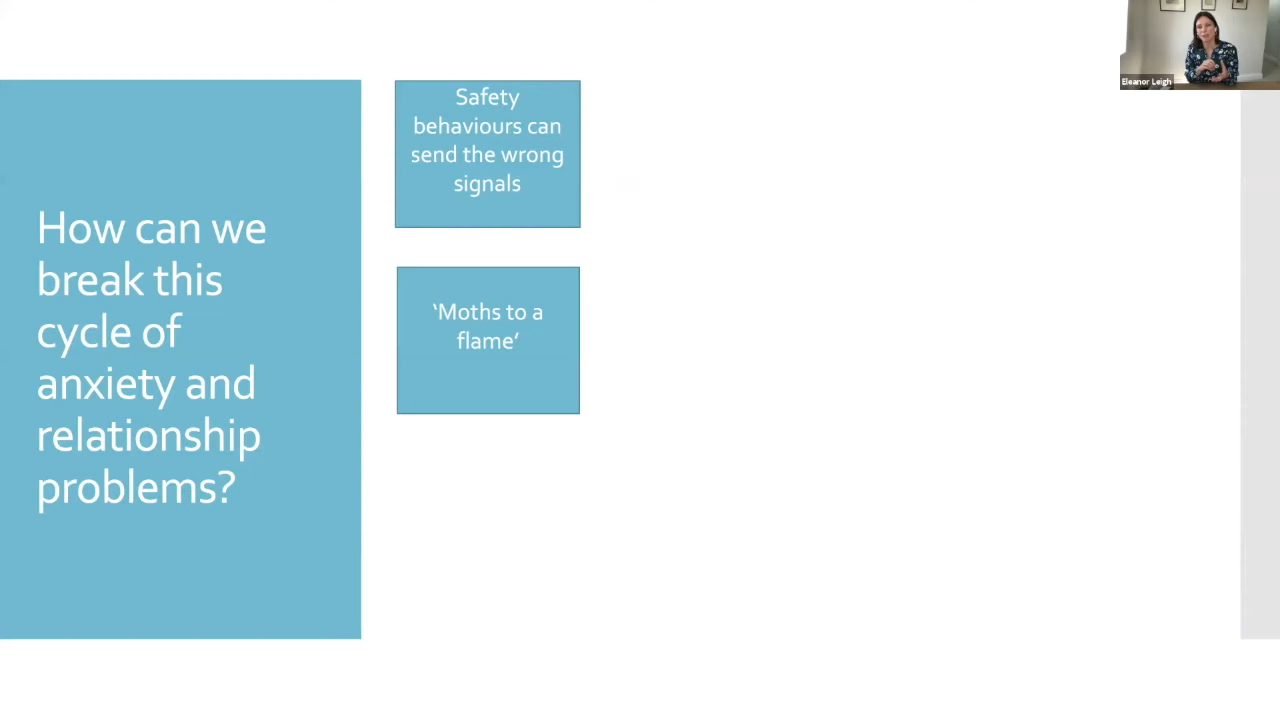 Eleanor Leigh
How can we
break this
cycle of
anxiety and
relationship
problems?
Safety
behaviours can
send the wrong
signals
‘Moths to a
flame’